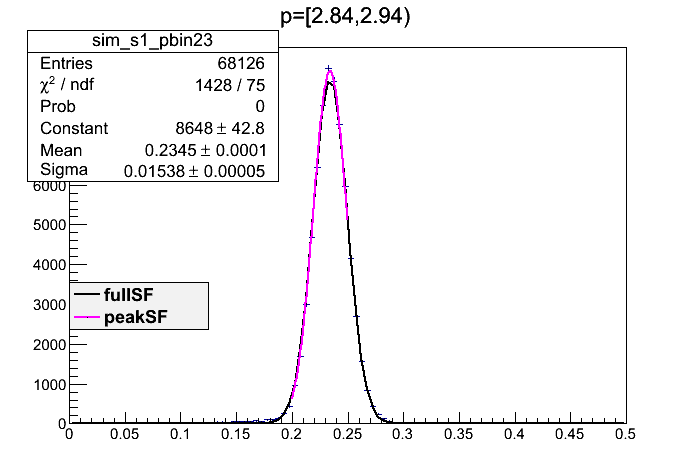 p=[2.84,2.94)
sim_s1_pbin23
Entries 68126
χ² / ndf 1428 / 75
Prob 0
Constant 8648 ± 42.8
Mean 0.2345 ± 0.0001
Sigma 0.01538 ± 0.00005
6000
5000
4000
fullSF
3000
peakSF
2000
1000
0
0 0.05 0.1 0.15 0.2 0.25 0.3 0.35 0.4 0.45 0.5